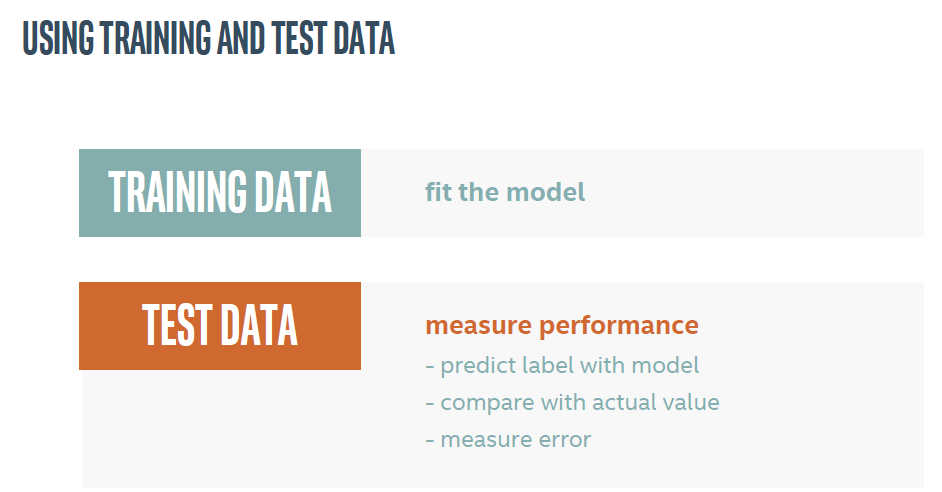 USING TRAINING AND TEST DATA
TRAINING DATA
fit the model
TEST DATA
measure performance
- predict label with model
- compare with actual value
- measure error